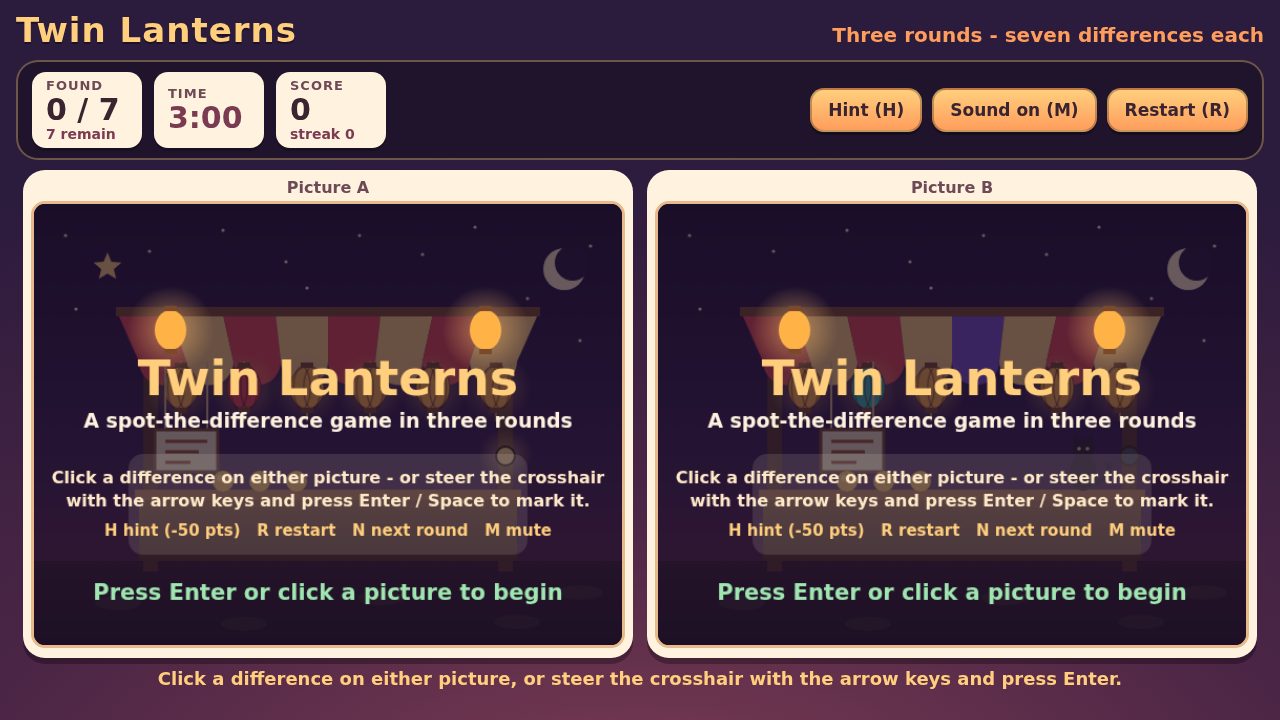 Twin Lanterns
Three rounds - seven differences each
FOUND
0 / 7
7 remain
TIME
3:00
SCORE
0
streak 0
Hint (H)
Sound on (M)
Restart (R)
Picture A
Twin Lanterns
A spot-the-difference game in three rounds
Click a difference on either picture - or steer the crosshair
with the arrow keys and press Enter / Space to mark it.
H hint (-50 pts) R restart N next round M mute
Press Enter or click a picture to begin
Picture B
Twin Lanterns
A spot-the-difference game in three rounds
Click a difference on either picture - or steer the crosshair
with the arrow keys and press Enter / Space to mark it.
H hint (-50 pts) R restart N next round M mute
Press Enter or click a picture to begin
Click a difference on either picture, or steer the crosshair with the arrow keys and press Enter.